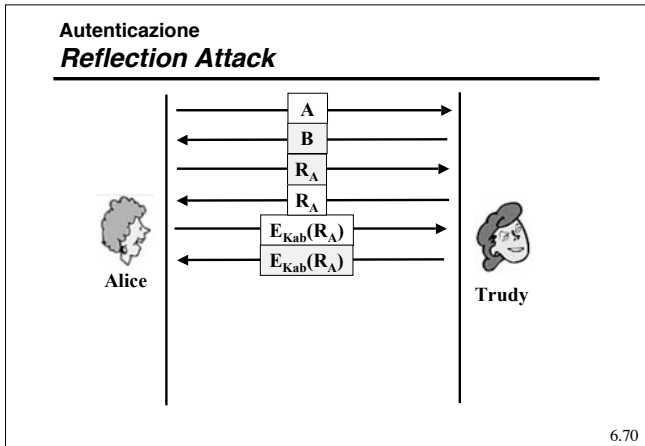 Autenticazione
Reflection Attack
A
B
R_A
R_A
E_Kab(R_A)
E_Kab(R_A)
Alice
Trudy
6.70